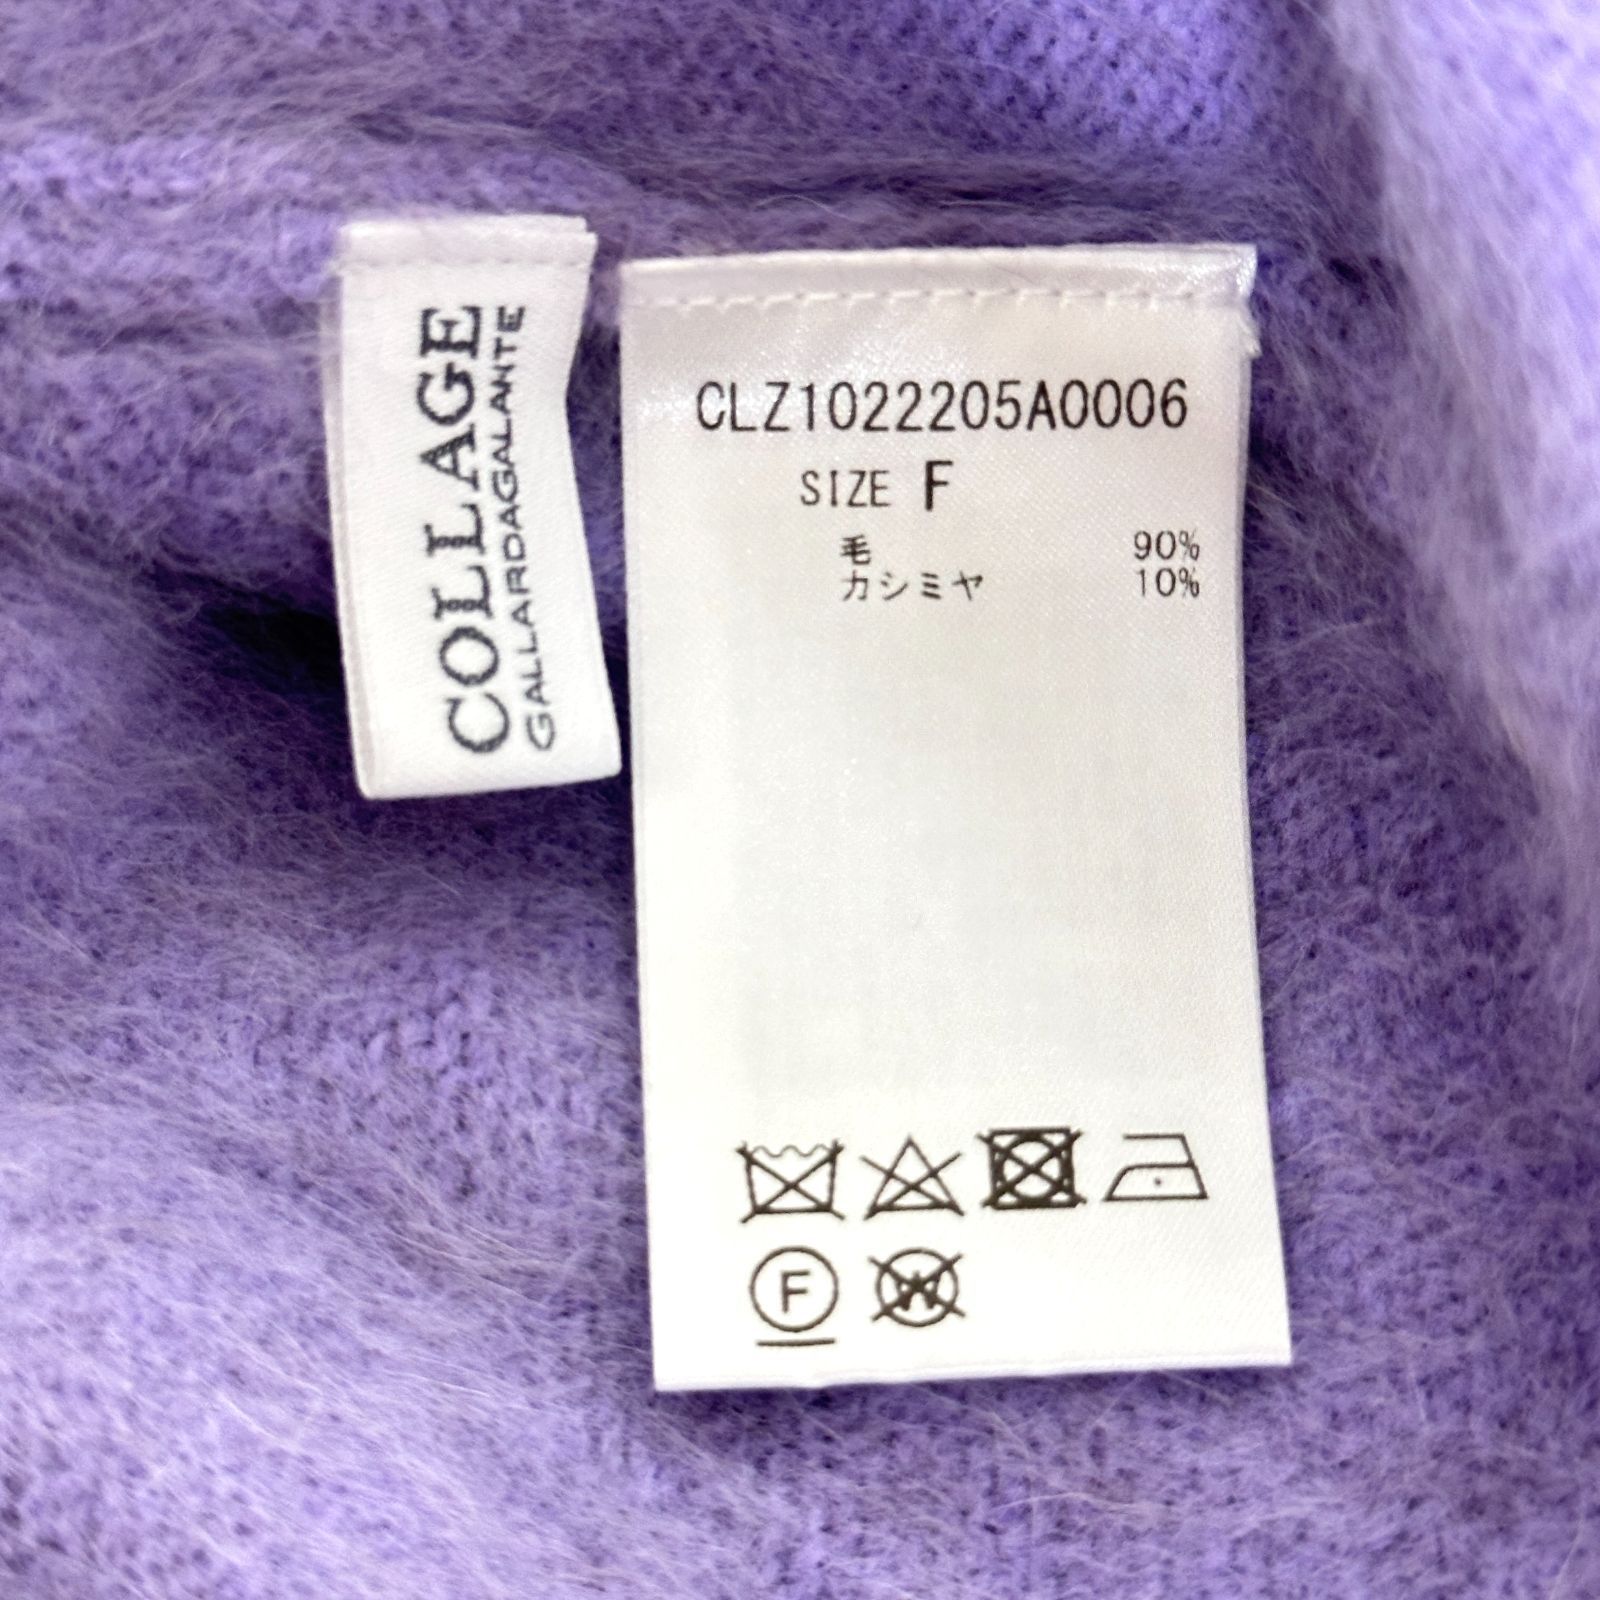 COLLAGE
GALLARDAGALANTE
CLZ1022205A0006
SIZE F
毛 90%
カシミヤ 10%
F W